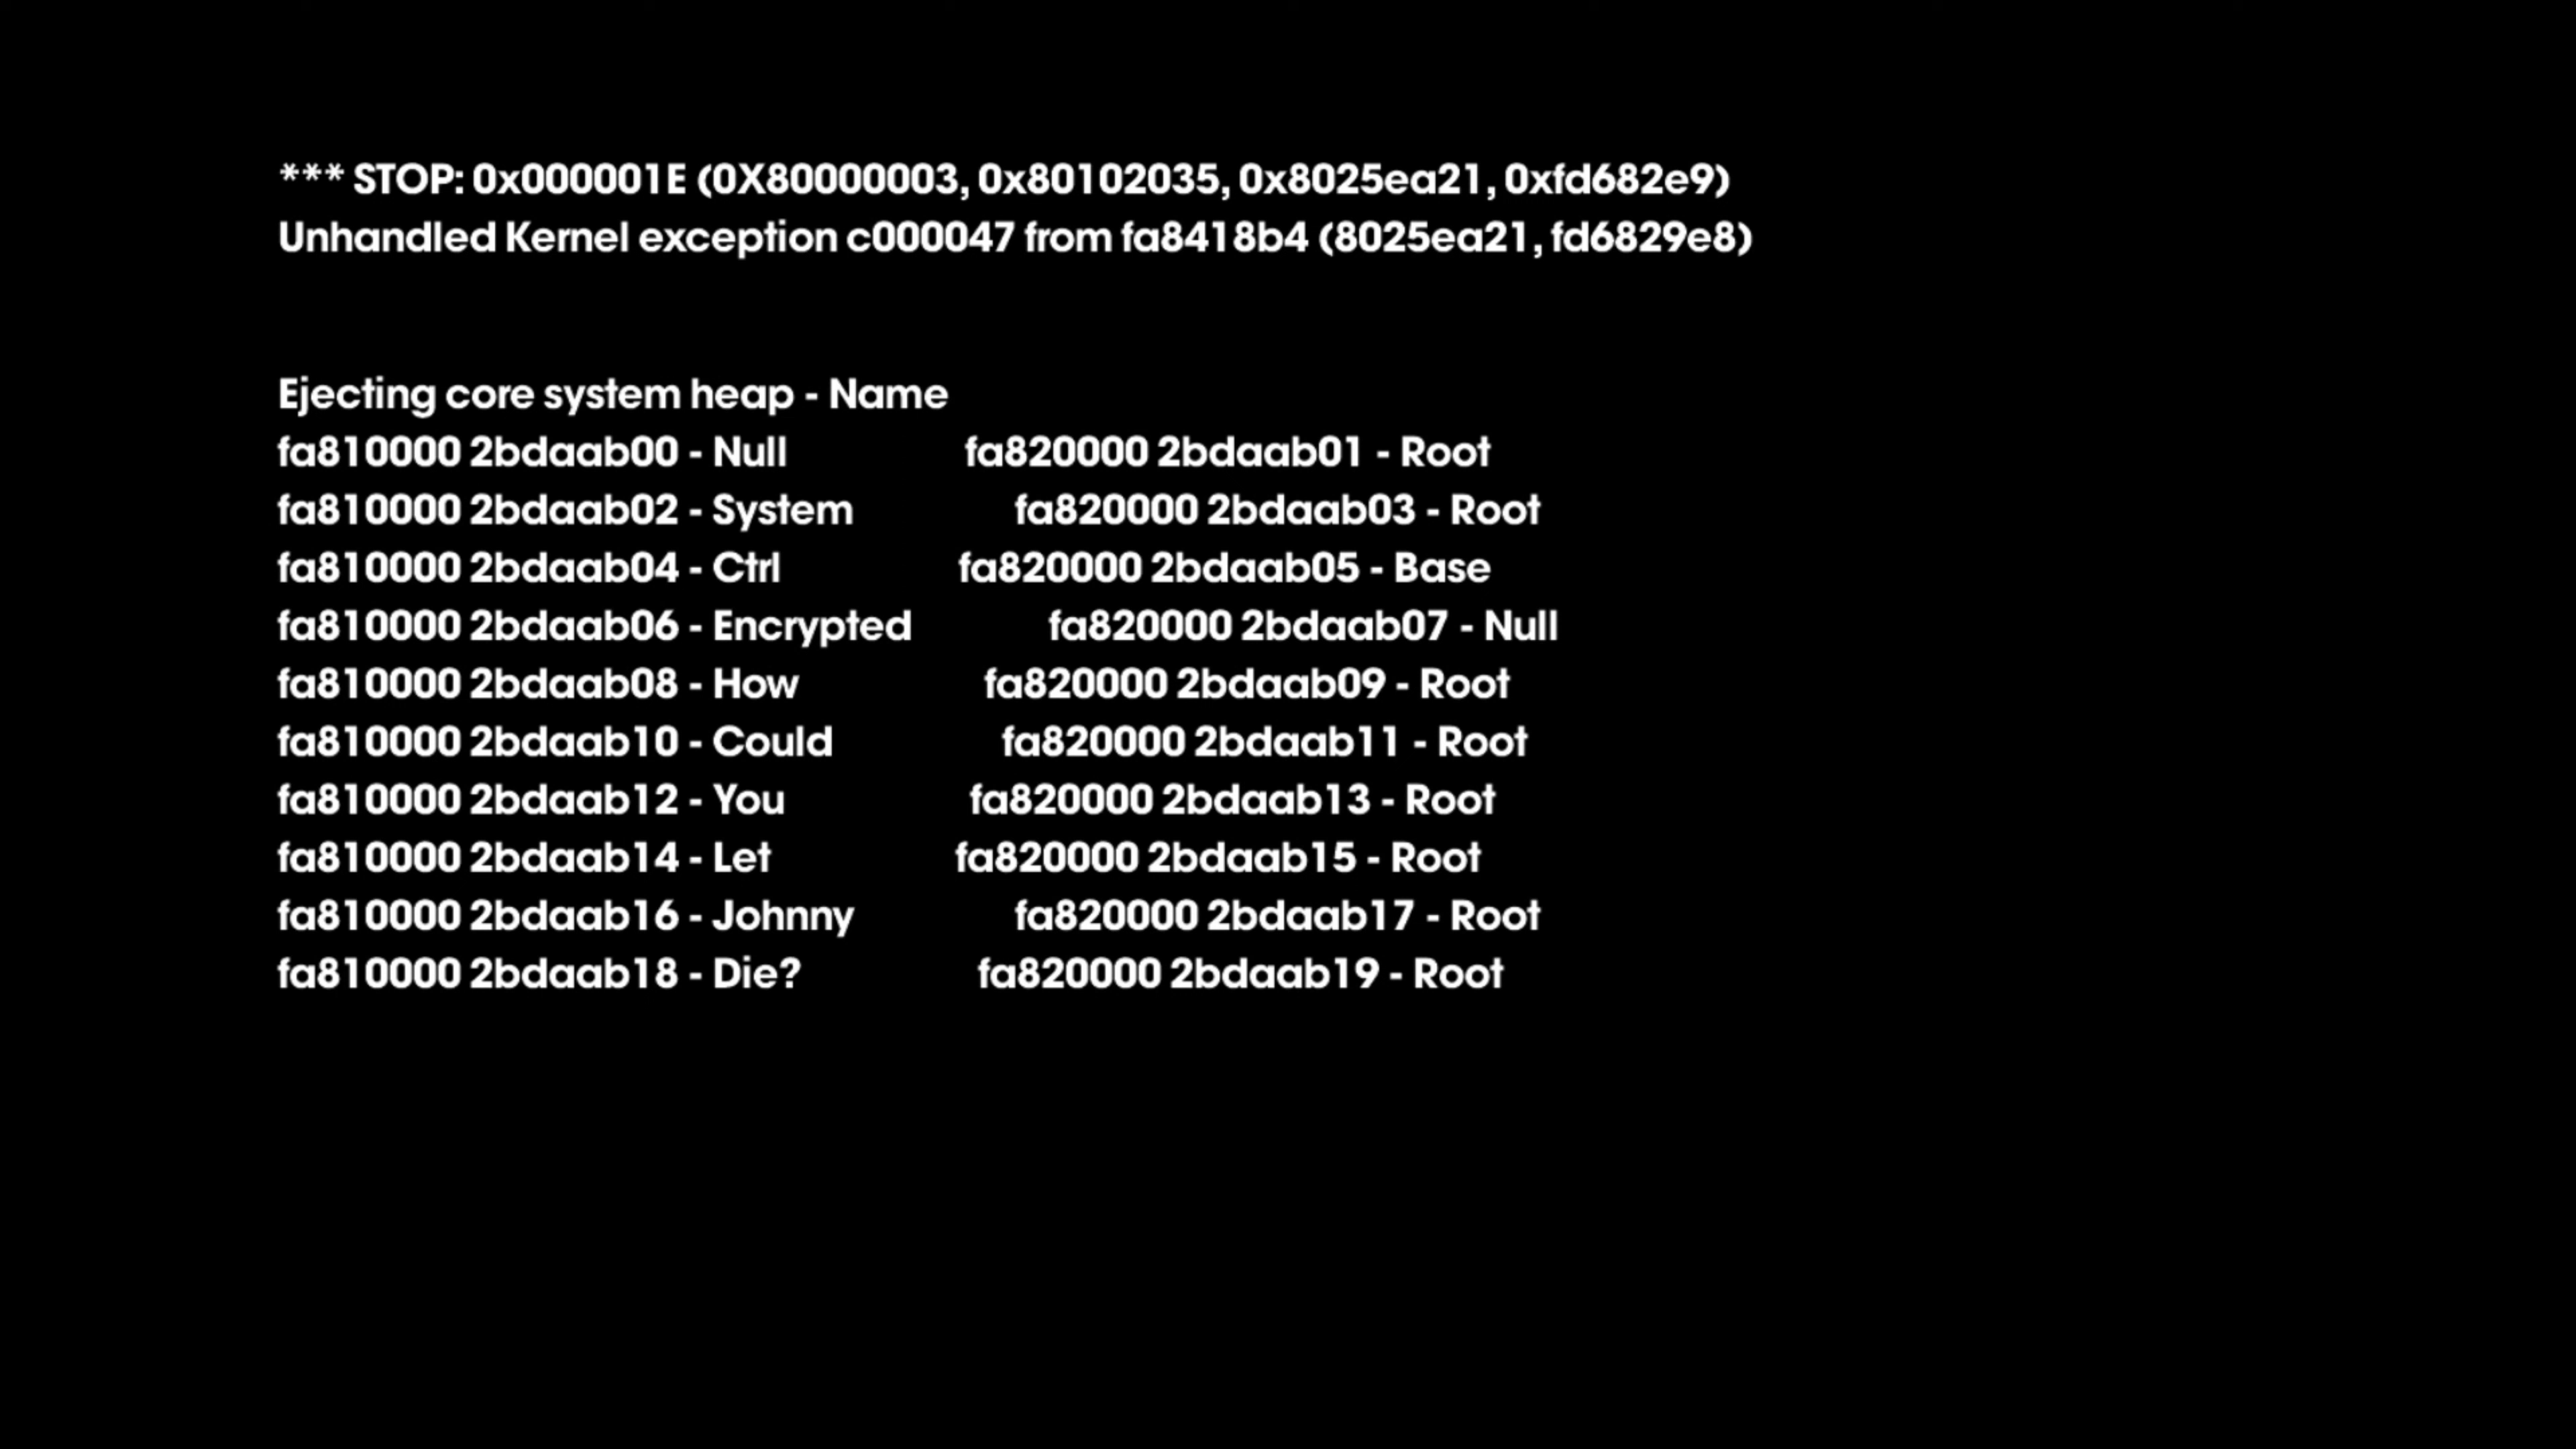 *** STOP: 0x000001E (0X80000003, 0x80102035, 0x8025ea21, 0xfd682e9)
Unhandled Kernel exception c000047 from fa8418b4 (8025ea21, fd6829e8)
Ejecting core system heap - Name
fa810000 2bdaab00 - Null fa820000 2bdaab01 - Root
fa810000 2bdaab02 - System fa820000 2bdaab03 - Root
fa810000 2bdaab04 - Ctrl fa820000 2bdaab05 - Base
fa810000 2bdaab06 - Encrypted fa820000 2bdaab07 - Null
fa810000 2bdaab08 - How fa820000 2bdaab09 - Root
fa810000 2bdaab10 - Could fa820000 2bdaab11 - Root
fa810000 2bdaab12 - You fa820000 2bdaab13 - Root
fa810000 2bdaab14 - Let fa820000 2bdaab15 - Root
fa810000 2bdaab16 - Johnny fa820000 2bdaab17 - Root
fa810000 2bdaab18 - Die? fa820000 2bdaab19 - Root